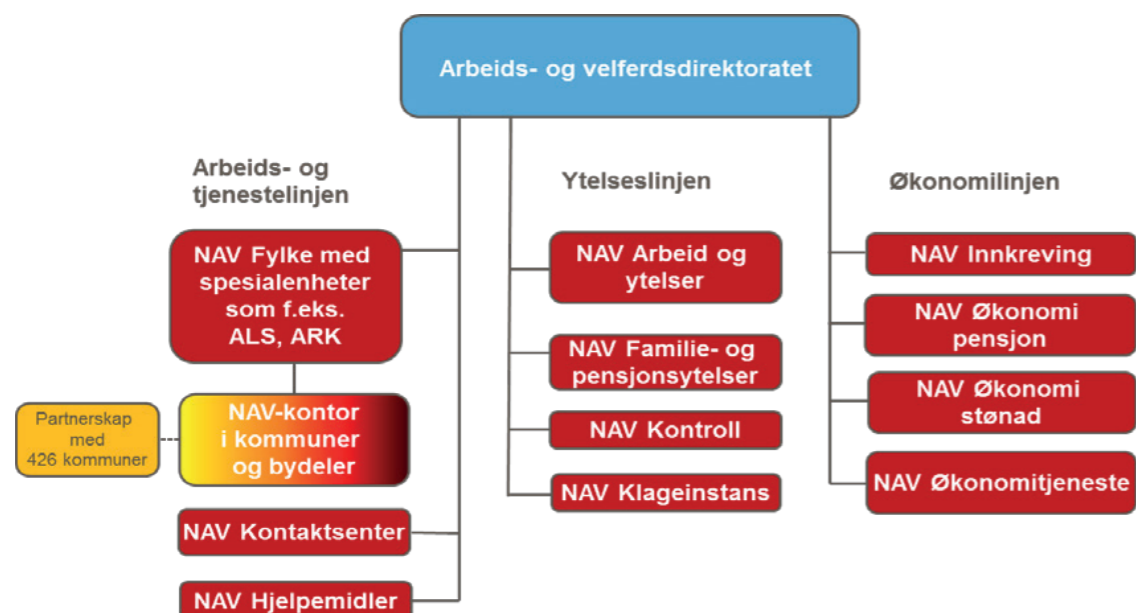 Arbeids- og velferdsdirektoratet
Arbeids- og
tjenestelinjen
NAV Fylke med
spesialenheter
som f.eks.
ALS, ARK
Partnerskap
med
426 kommuner
NAV-kontor
i kommuner
og bydeler
NAV Kontaktsenter
NAV Hjelpemidler
Ytelseslinjen
NAV Arbeid og
ytelser
NAV Familie- og
pensjonsytelser
NAV Kontroll
NAV Klageinstans
Økonomilinjen
NAV Innkreving
NAV Økonomi
pensjon
NAV Økonomi
stønad
NAV Økonomitjeneste